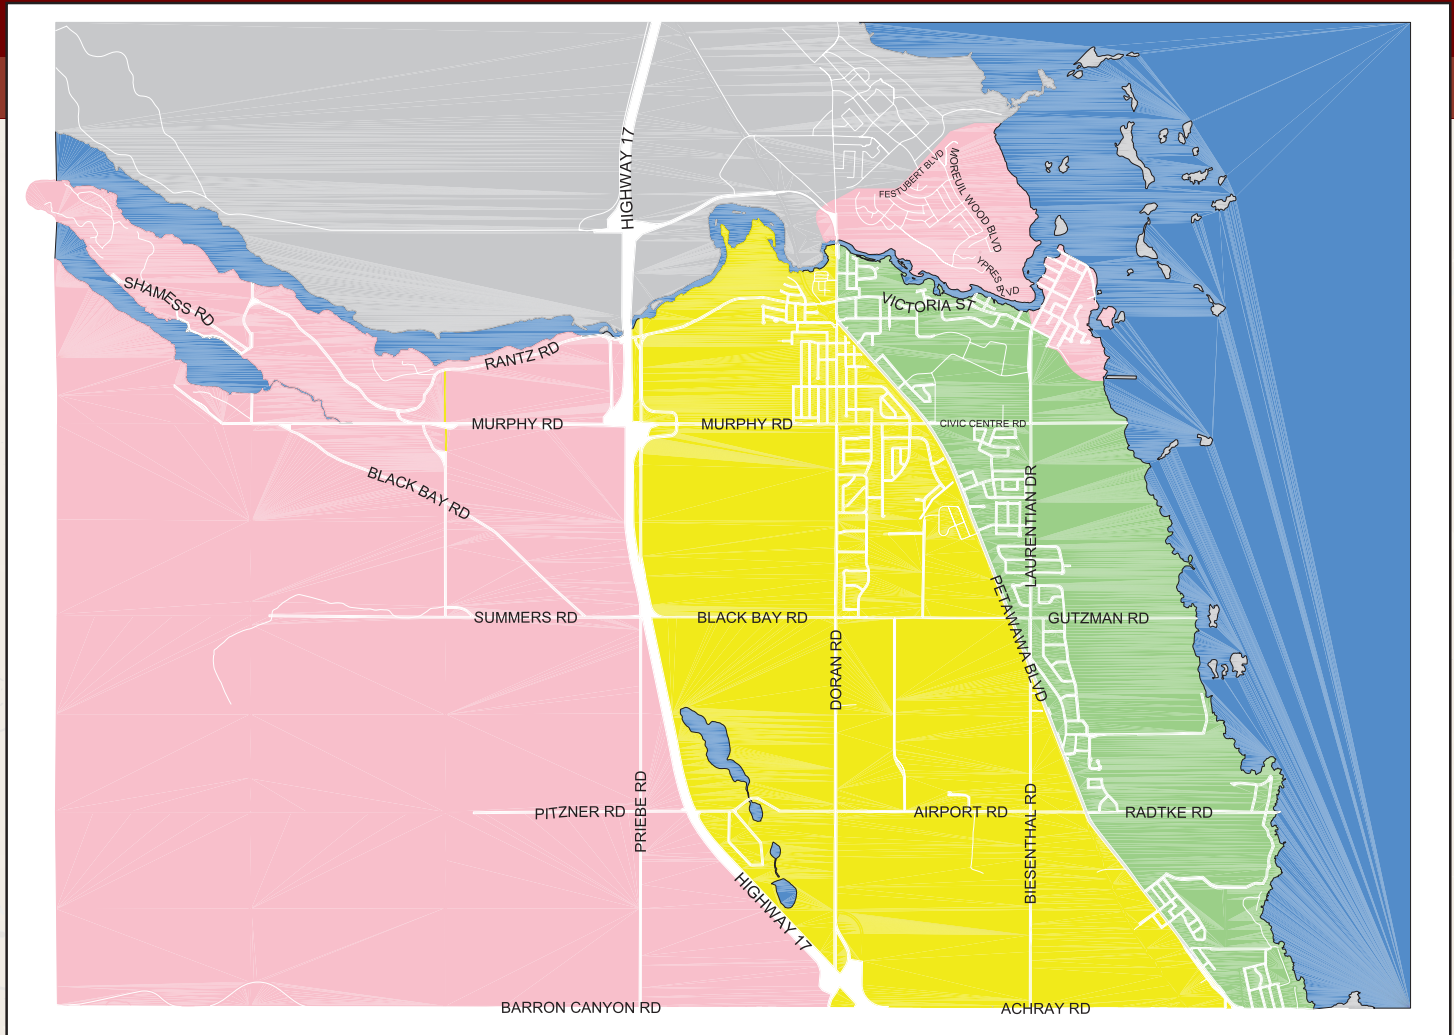 HIGHWAY 17
FESTUBERT BLVD
MOREUIL WOOD BLVD
YPRES BLVD
SHAMESS RD
VICTORIA ST
RANTZ RD
MURPHY RD
MURPHY RD
CIVIC CENTRE RD
BLACK BAY RD
LAURENTIAN DR
PETAWAWA BLVD
SUMMERS RD
BLACK BAY RD
GUTZMAN RD
DORAN RD
PITZNER RD
PRIEBE RD
AIRPORT RD
BIESENTHAL RD
RADTKE RD
HIGHWAY 17
BARRON CANYON RD
ACHRAY RD